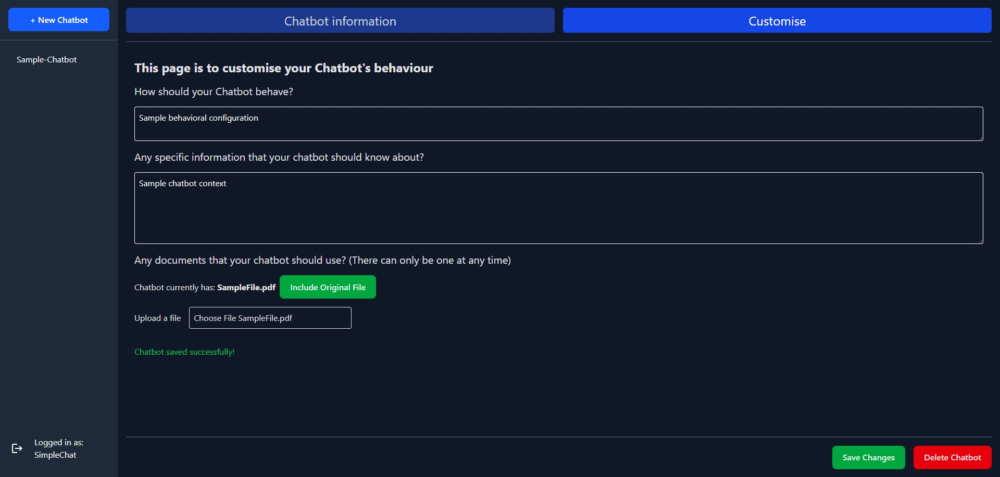 + New Chatbot
Chatbot information
Customise
Sample-Chatbot
This page is to customise your Chatbot's behaviour
How should your Chatbot behave?
Sample behavioral configuration
Any specific information that your chatbot should know about?
Sample chatbot context
Any documents that your chatbot should use? (There can only be one at any time)
Chatbot currently has: SampleFile.pdf
Include Original File
Upload a file
Choose File SampleFile.pdf
Chatbot saved successfully!
Logged in as:
SimpleChat
Save Changes
Delete Chatbot